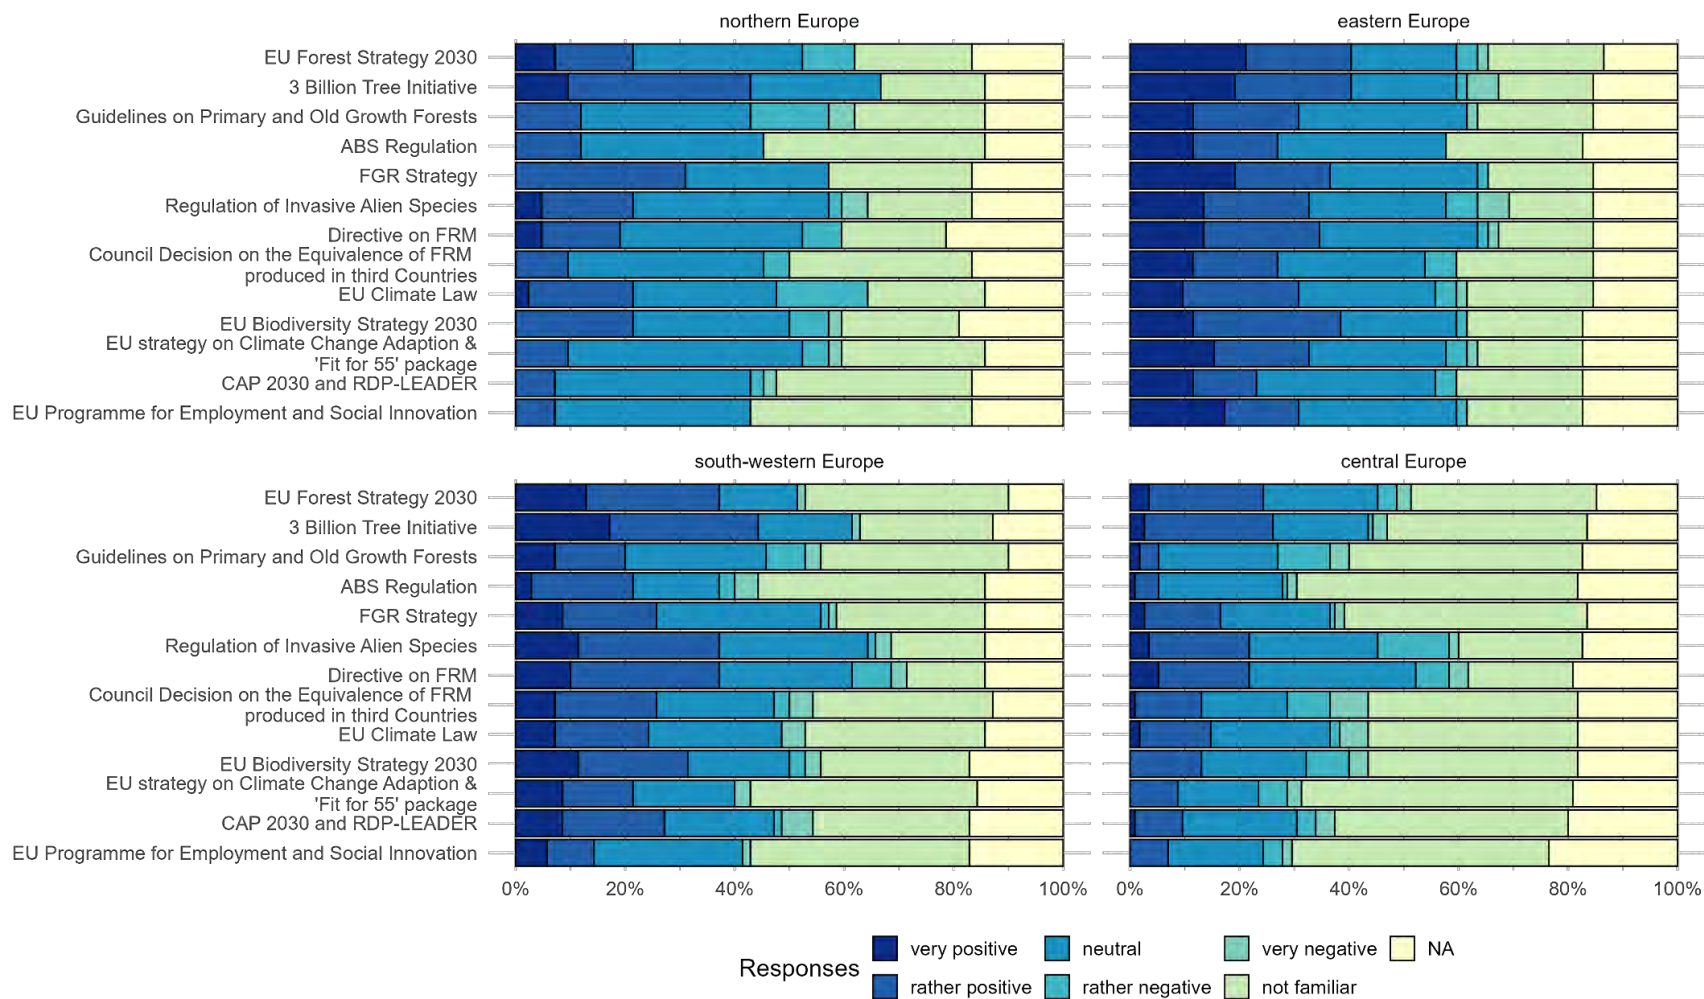 northern Europe
eastern Europe
EU Forest Strategy 2030
3 Billion Tree Initiative
Guidelines on Primary and Old Growth Forests
ABS Regulation
FGR Strategy
Regulation of Invasive Alien Species
Directive on FRM
Council Decision on the Equivalence of FRM
produced in third Countries
EU Climate Law
EU Biodiversity Strategy 2030
EU strategy on Climate Change Adaption &
'Fit for 55' package
CAP 2030 and RDP-LEADER
EU Programme for Employment and Social Innovation
south-western Europe
central Europe
EU Forest Strategy 2030
3 Billion Tree Initiative
Guidelines on Primary and Old Growth Forests
ABS Regulation
FGR Strategy
Regulation of Invasive Alien Species
Directive on FRM
Council Decision on the Equivalence of FRM
produced in third Countries
EU Climate Law
EU Biodiversity Strategy 2030
EU strategy on Climate Change Adaption &
'Fit for 55' package
CAP 2030 and RDP-LEADER
EU Programme for Employment and Social Innovation
0% 20% 40% 60% 80% 100%
0% 20% 40% 60% 80% 100%
Responses
very positive neutral very negative NA
rather positive rather negative not familiar